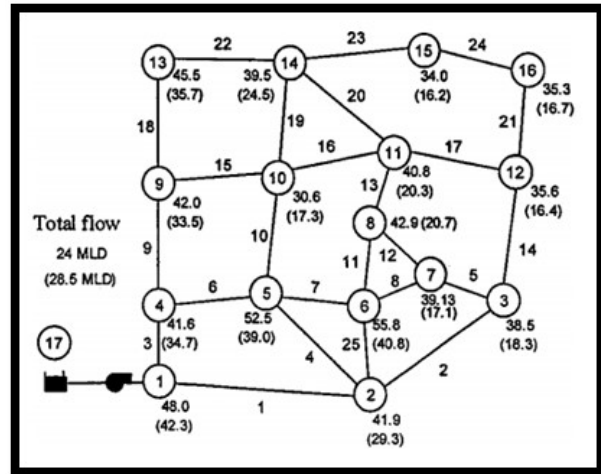 22 23 24
13 14 15 16
45.5 39.5 34.0 35.3
(35.7) (24.5) (16.2) (16.7)
20
18 19 21
15 16 17
9 10 11 12
42.0 30.6 40.8 35.6
(33.5) (17.3) (20.3) (16.4)
13
8 42.9 (20.7)
Total flow
24 MLD
(28.5 MLD)
9 10 11 12 14
6 7 8 5
4 5 6 7 3
41.6 52.5 55.8 39.13 38.5
(34.7) (39.0) (40.8) (17.1) (18.3)
17
3 4 25 2
1 1 2
48.0 41.9
(42.3) (29.3)